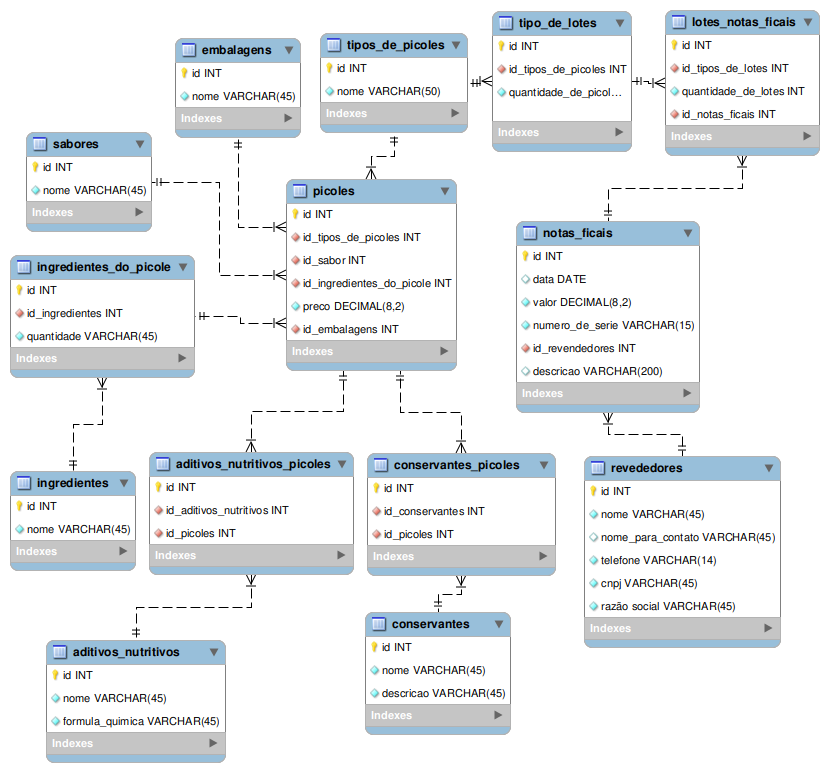 embalagens
id INT
nome VARCHAR(45)
Indexes
tipos_de_picoles
id INT
nome VARCHAR(50)
Indexes
tipo_de_lotes
id INT
id_tipos_de_picoles INT
quantidade_de_picol...
Indexes
lotes_notas_ficais
id INT
id_tipos_de_lotes INT
quantidade_de_lotes INT
id_notas_ficais INT
Indexes
sabores
id INT
nome VARCHAR(45)
Indexes
picoles
id INT
id_tipos_de_picoles INT
id_sabor INT
id_ingredientes_do_picole INT
preco DECIMAL(8,2)
id_embalagens INT
Indexes
notas_ficais
id INT
data DATE
valor DECIMAL(8,2)
numero_de_serie VARCHAR(15)
id_revendedores INT
descricao VARCHAR(200)
Indexes
ingredientes_do_picole
id INT
id_ingredientes INT
quantidade VARCHAR(45)
Indexes
ingredientes
id INT
nome VARCHAR(45)
Indexes
aditivos_nutritivos_picoles
id INT
id_aditivos_nutritivos INT
id_picoles INT
Indexes
conservantes_picoles
id INT
id_conservantes INT
id_picoles INT
Indexes
revededores
id INT
nome VARCHAR(45)
nome_para_contato VARCHAR(45)
telefone VARCHAR(14)
cnpj VARCHAR(45)
razão social VARCHAR(45)
Indexes
aditivos_nutritivos
id INT
nome VARCHAR(45)
formula_quimica VARCHAR(45)
Indexes
conservantes
id INT
nome VARCHAR(45)
descricao VARCHAR(45)
Indexes